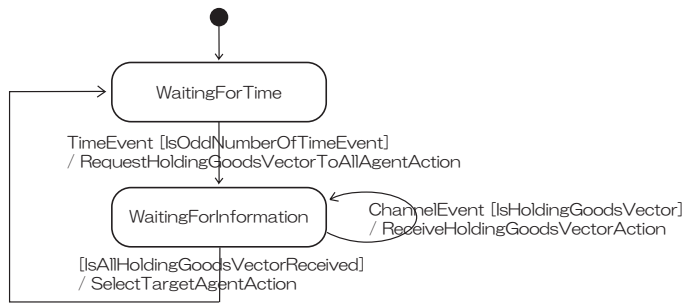 WaitingForTime
TimeEvent [IsOddNumberOfTimeEvent]
/ RequestHoldingGoodsVectorToAllAgentAction
WaitingForInformation
ChannelEvent [IsHoldingGoodsVector]
/ ReceiveHoldingGoodsVectorAction
[IsAllHoldingGoodsVectorReceived]
/ SelectTargetAgentAction